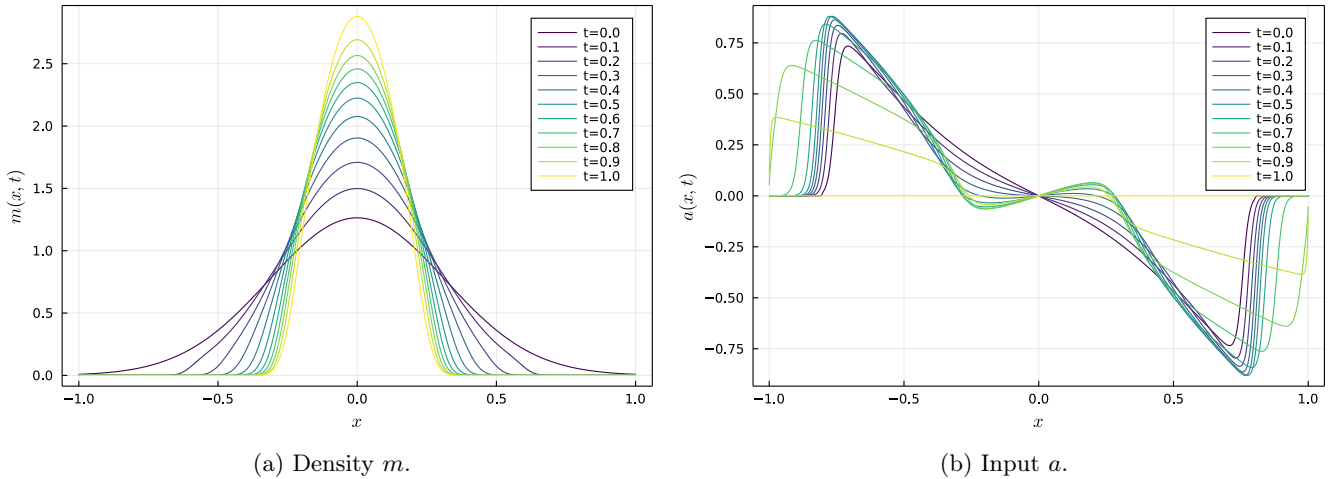 m(x, t)
2.5
2.0
1.5
1.0
0.5
0.0
−1.0
−0.5
0.0
0.5
1.0
x
t=0.0
t=0.1
t=0.2
t=0.3
t=0.4
t=0.5
t=0.6
t=0.7
t=0.8
t=0.9
t=1.0
(a) Density m.
a(x, t)
0.75
0.50
0.25
0.00
−0.25
−0.50
−0.75
−1.0
−0.5
0.0
0.5
1.0
x
t=0.0
t=0.1
t=0.2
t=0.3
t=0.4
t=0.5
t=0.6
t=0.7
t=0.8
t=0.9
t=1.0
(b) Input a.